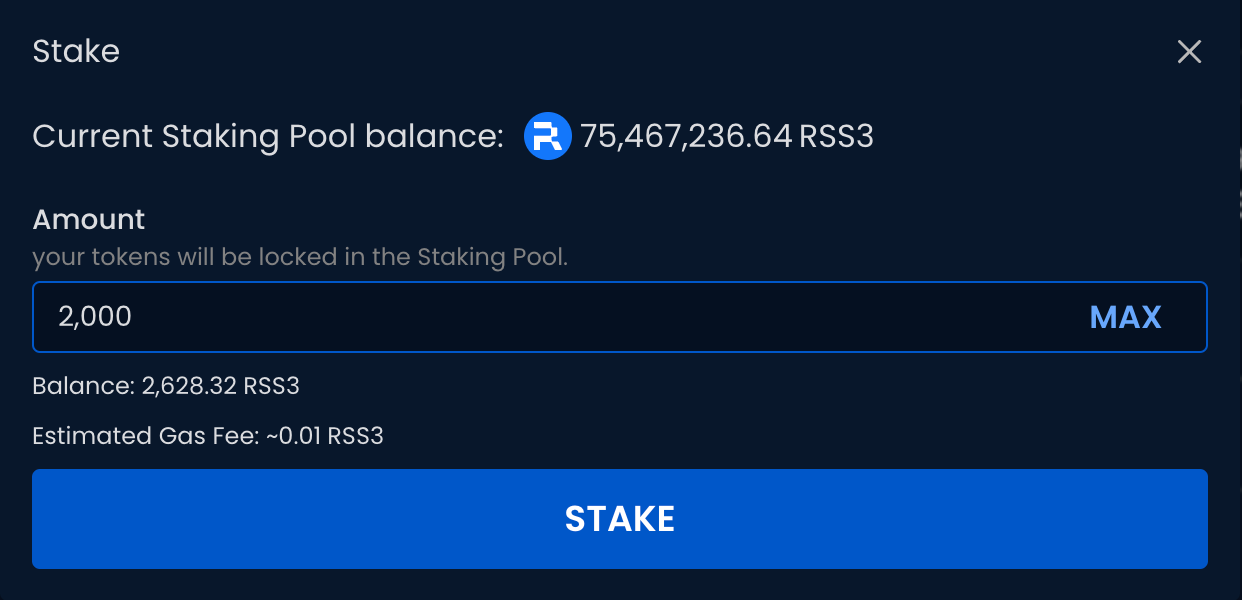 Stake
Current Staking Pool balance: 75,467,236.64 RSS3
Amount
your tokens will be locked in the Staking Pool.
2,000 MAX
Balance: 2,628.32 RSS3
Estimated Gas Fee: ~0.01 RSS3
STAKE